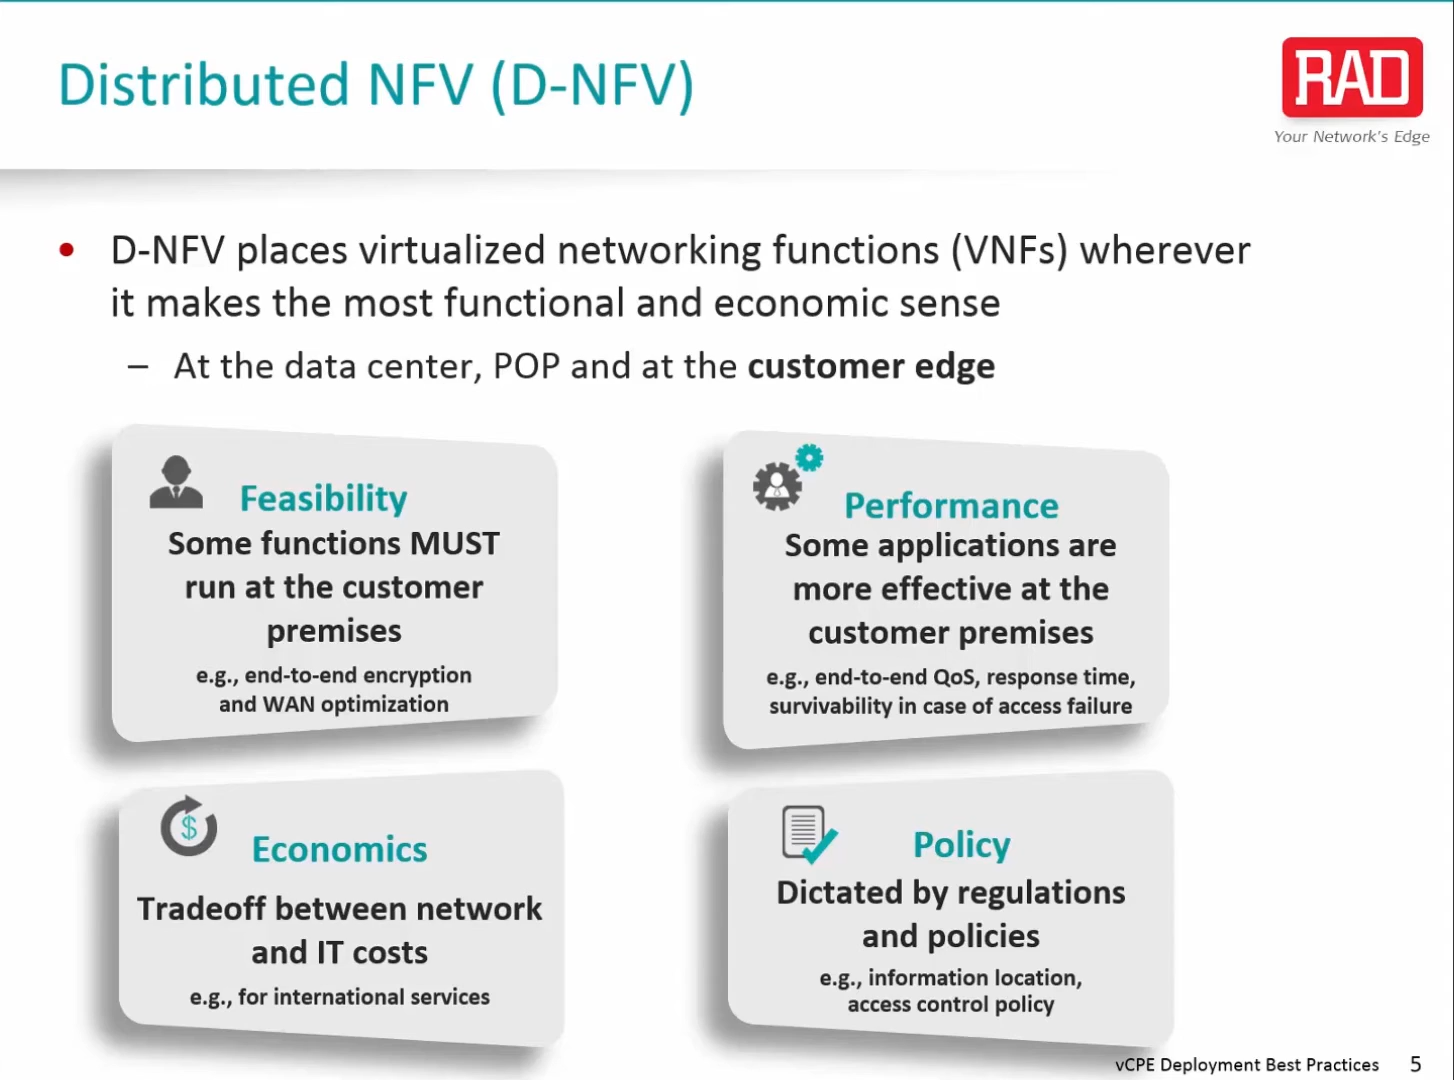 Distributed NFV (D-NFV)
RAD
Your Network's Edge
• D-NFV places virtualized networking functions (VNFs) wherever
it makes the most functional and economic sense
– At the data center, POP and at the customer edge
Feasibility
Some functions MUST
run at the customer
premises
e.g., end-to-end encryption
and WAN optimization
Performance
Some applications are
more effective at the
customer premises
e.g., end-to-end QoS, response time,
survivability in case of access failure
$
Economics
Tradeoff between network
and IT costs
e.g., for international services
Policy
Dictated by regulations
and policies
e.g., information location,
access control policy
vCPE Deployment Best Practices 5